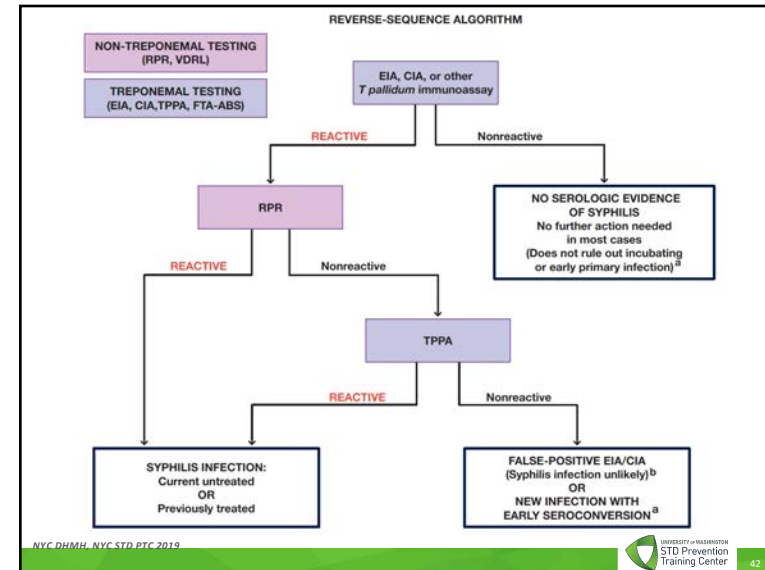 REVERSE-SEQUENCE ALGORITHM
NON-TREPONEMAL TESTING
(RPR, VDRL)
TREPONEMAL TESTING
(EIA, CIA,TPPA, FTA-ABS)
EIA, CIA, or other
T pallidum immunoassay
REACTIVE
Nonreactive
RPR
NO SEROLOGIC EVIDENCE
OF SYPHILIS
No further action needed
in most cases
(Does not rule out incubating
or early primary infection)a
REACTIVE
Nonreactive
TPPA
REACTIVE
Nonreactive
SYPHILIS INFECTION:
Current untreated
OR
Previously treated
FALSE-POSITIVE EIA/CIA
(Syphilis infection unlikely)b
OR
NEW INFECTION WITH
EARLY SEROCONVERSIONa
NYC DHMH, NYC STD PTC 2019
UNIVERSITY of WASHINGTON
STD Prevention
Training Center
42